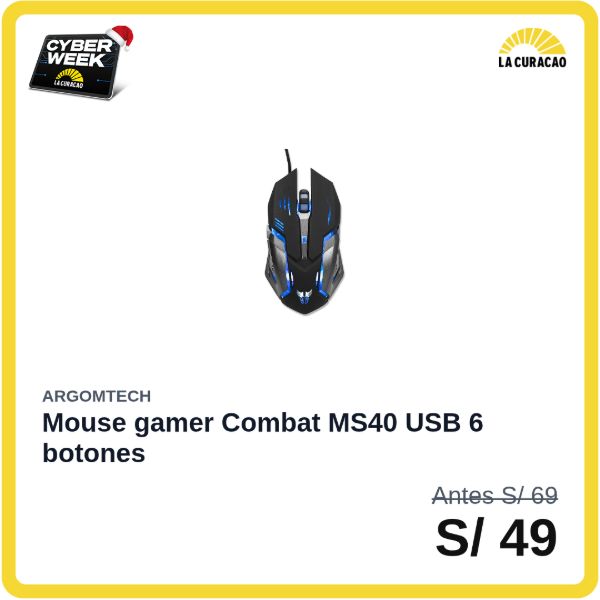 CYBER
WEEK
LA CURACAO
LA CURACAO
ARGOMTECH
Mouse gamer Combat MS40 USB 6
botones
Antes S/ 69
S/ 49